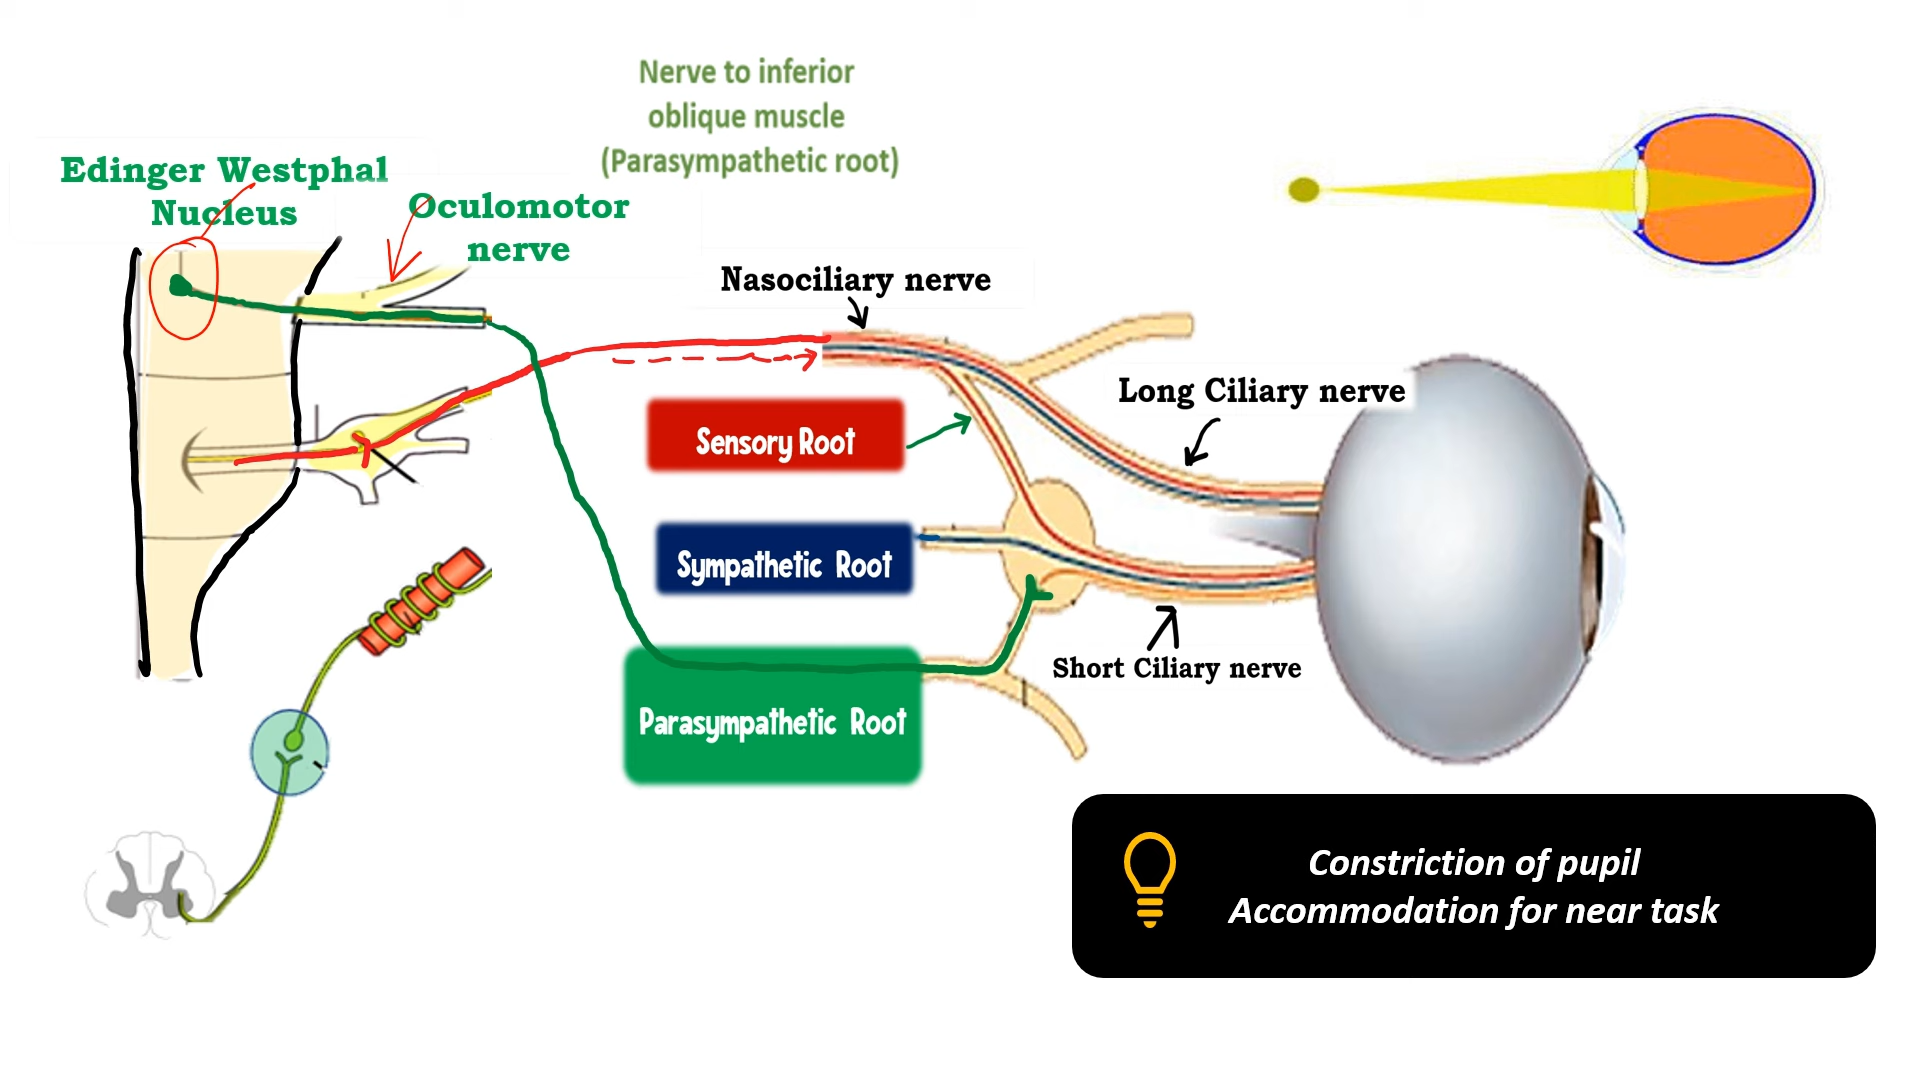 Nerve to inferior
oblique muscle
(Parasympathetic root)
Edinger Westphal
Nucleus
Oculomotor
nerve
Nasociliary nerve
Long Ciliary nerve
Sensory Root
Sympathetic Root
Short Ciliary nerve
Parasympathetic Root
Constriction of pupil
Accommodation for near task